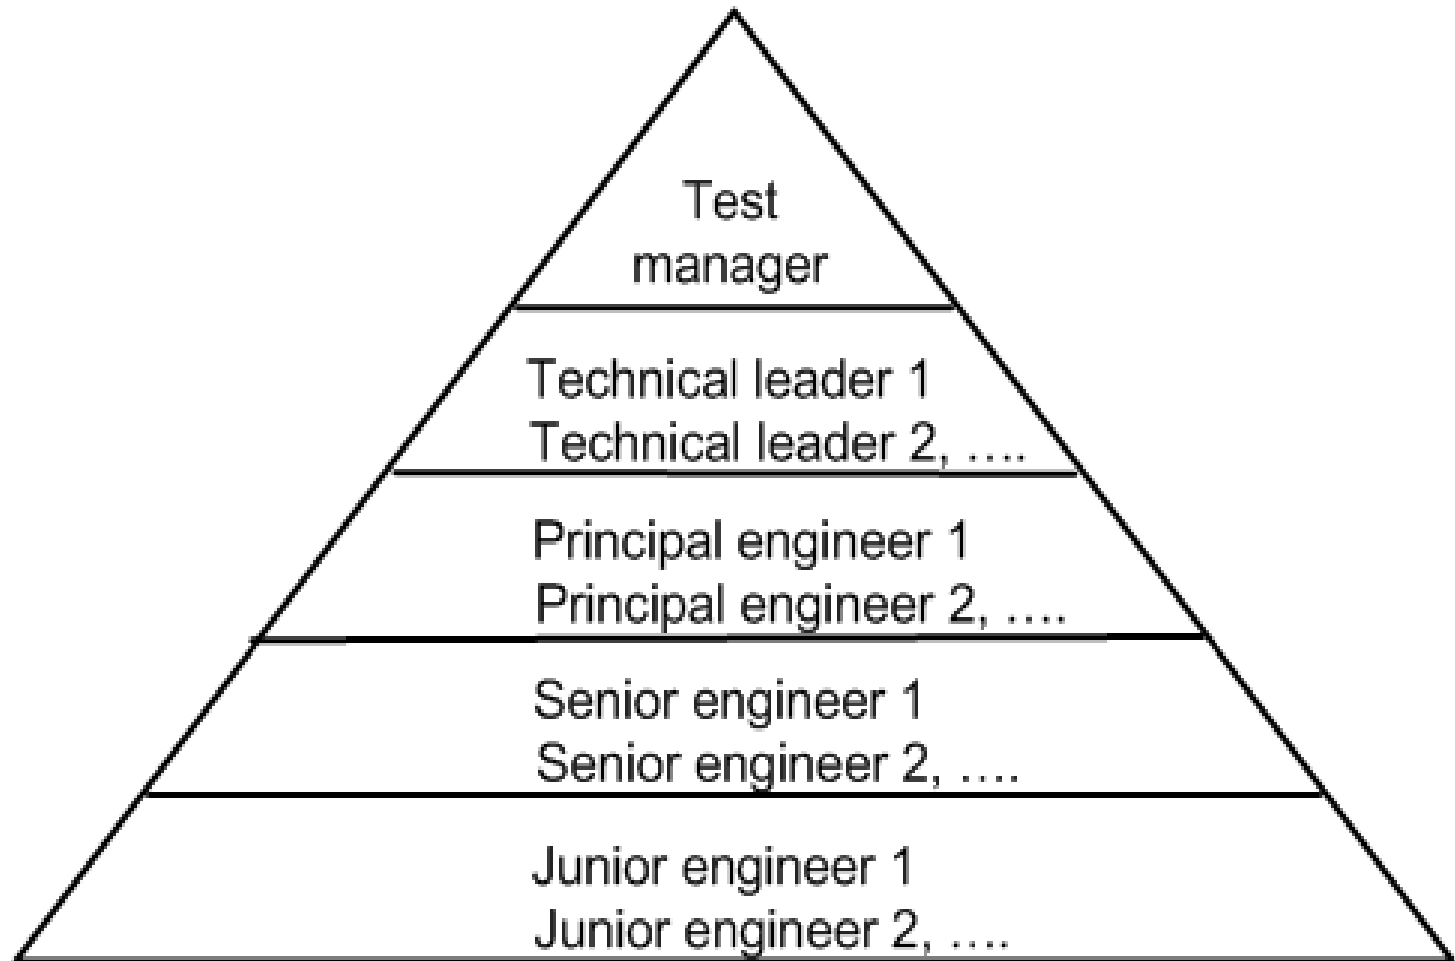 Test
manager
Technical leader 1
Technical leader 2, ....
Principal engineer 1
Principal engineer 2, ....
Senior engineer 1
Senior engineer 2, ....
Junior engineer 1
Junior engineer 2, ....